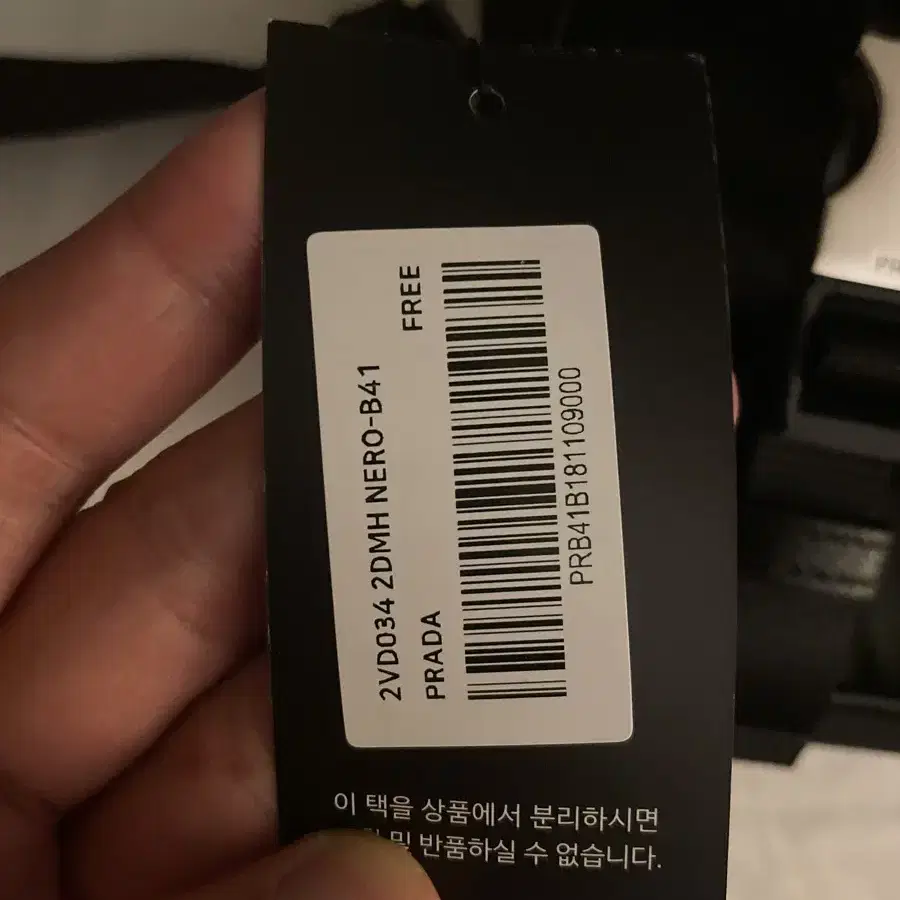 2VD034 2DMH NERO-B41
PRADA FREE
PRB41B181109000
이 택을 상품에서 분리하시면
및 반품하실 수 없습니다.